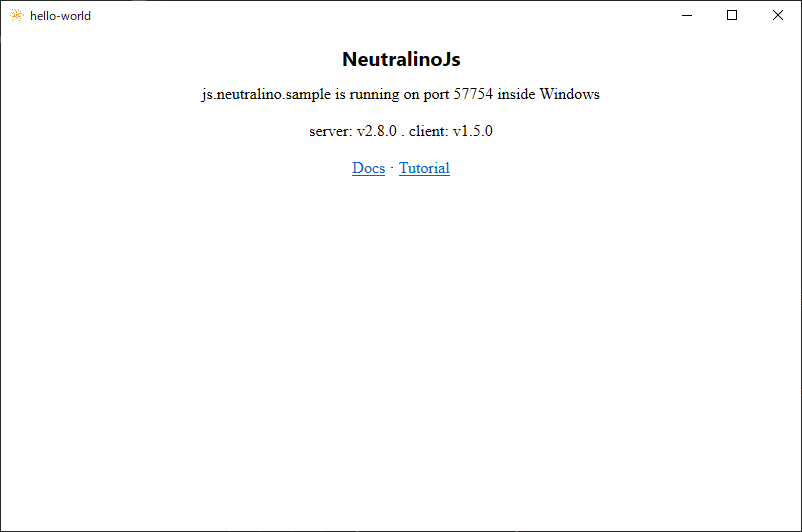 hello-world
NeutralinoJs
js.neutralino.sample is running on port 57754 inside Windows
server: v2.8.0 . client: v1.5.0
Docs · Tutorial